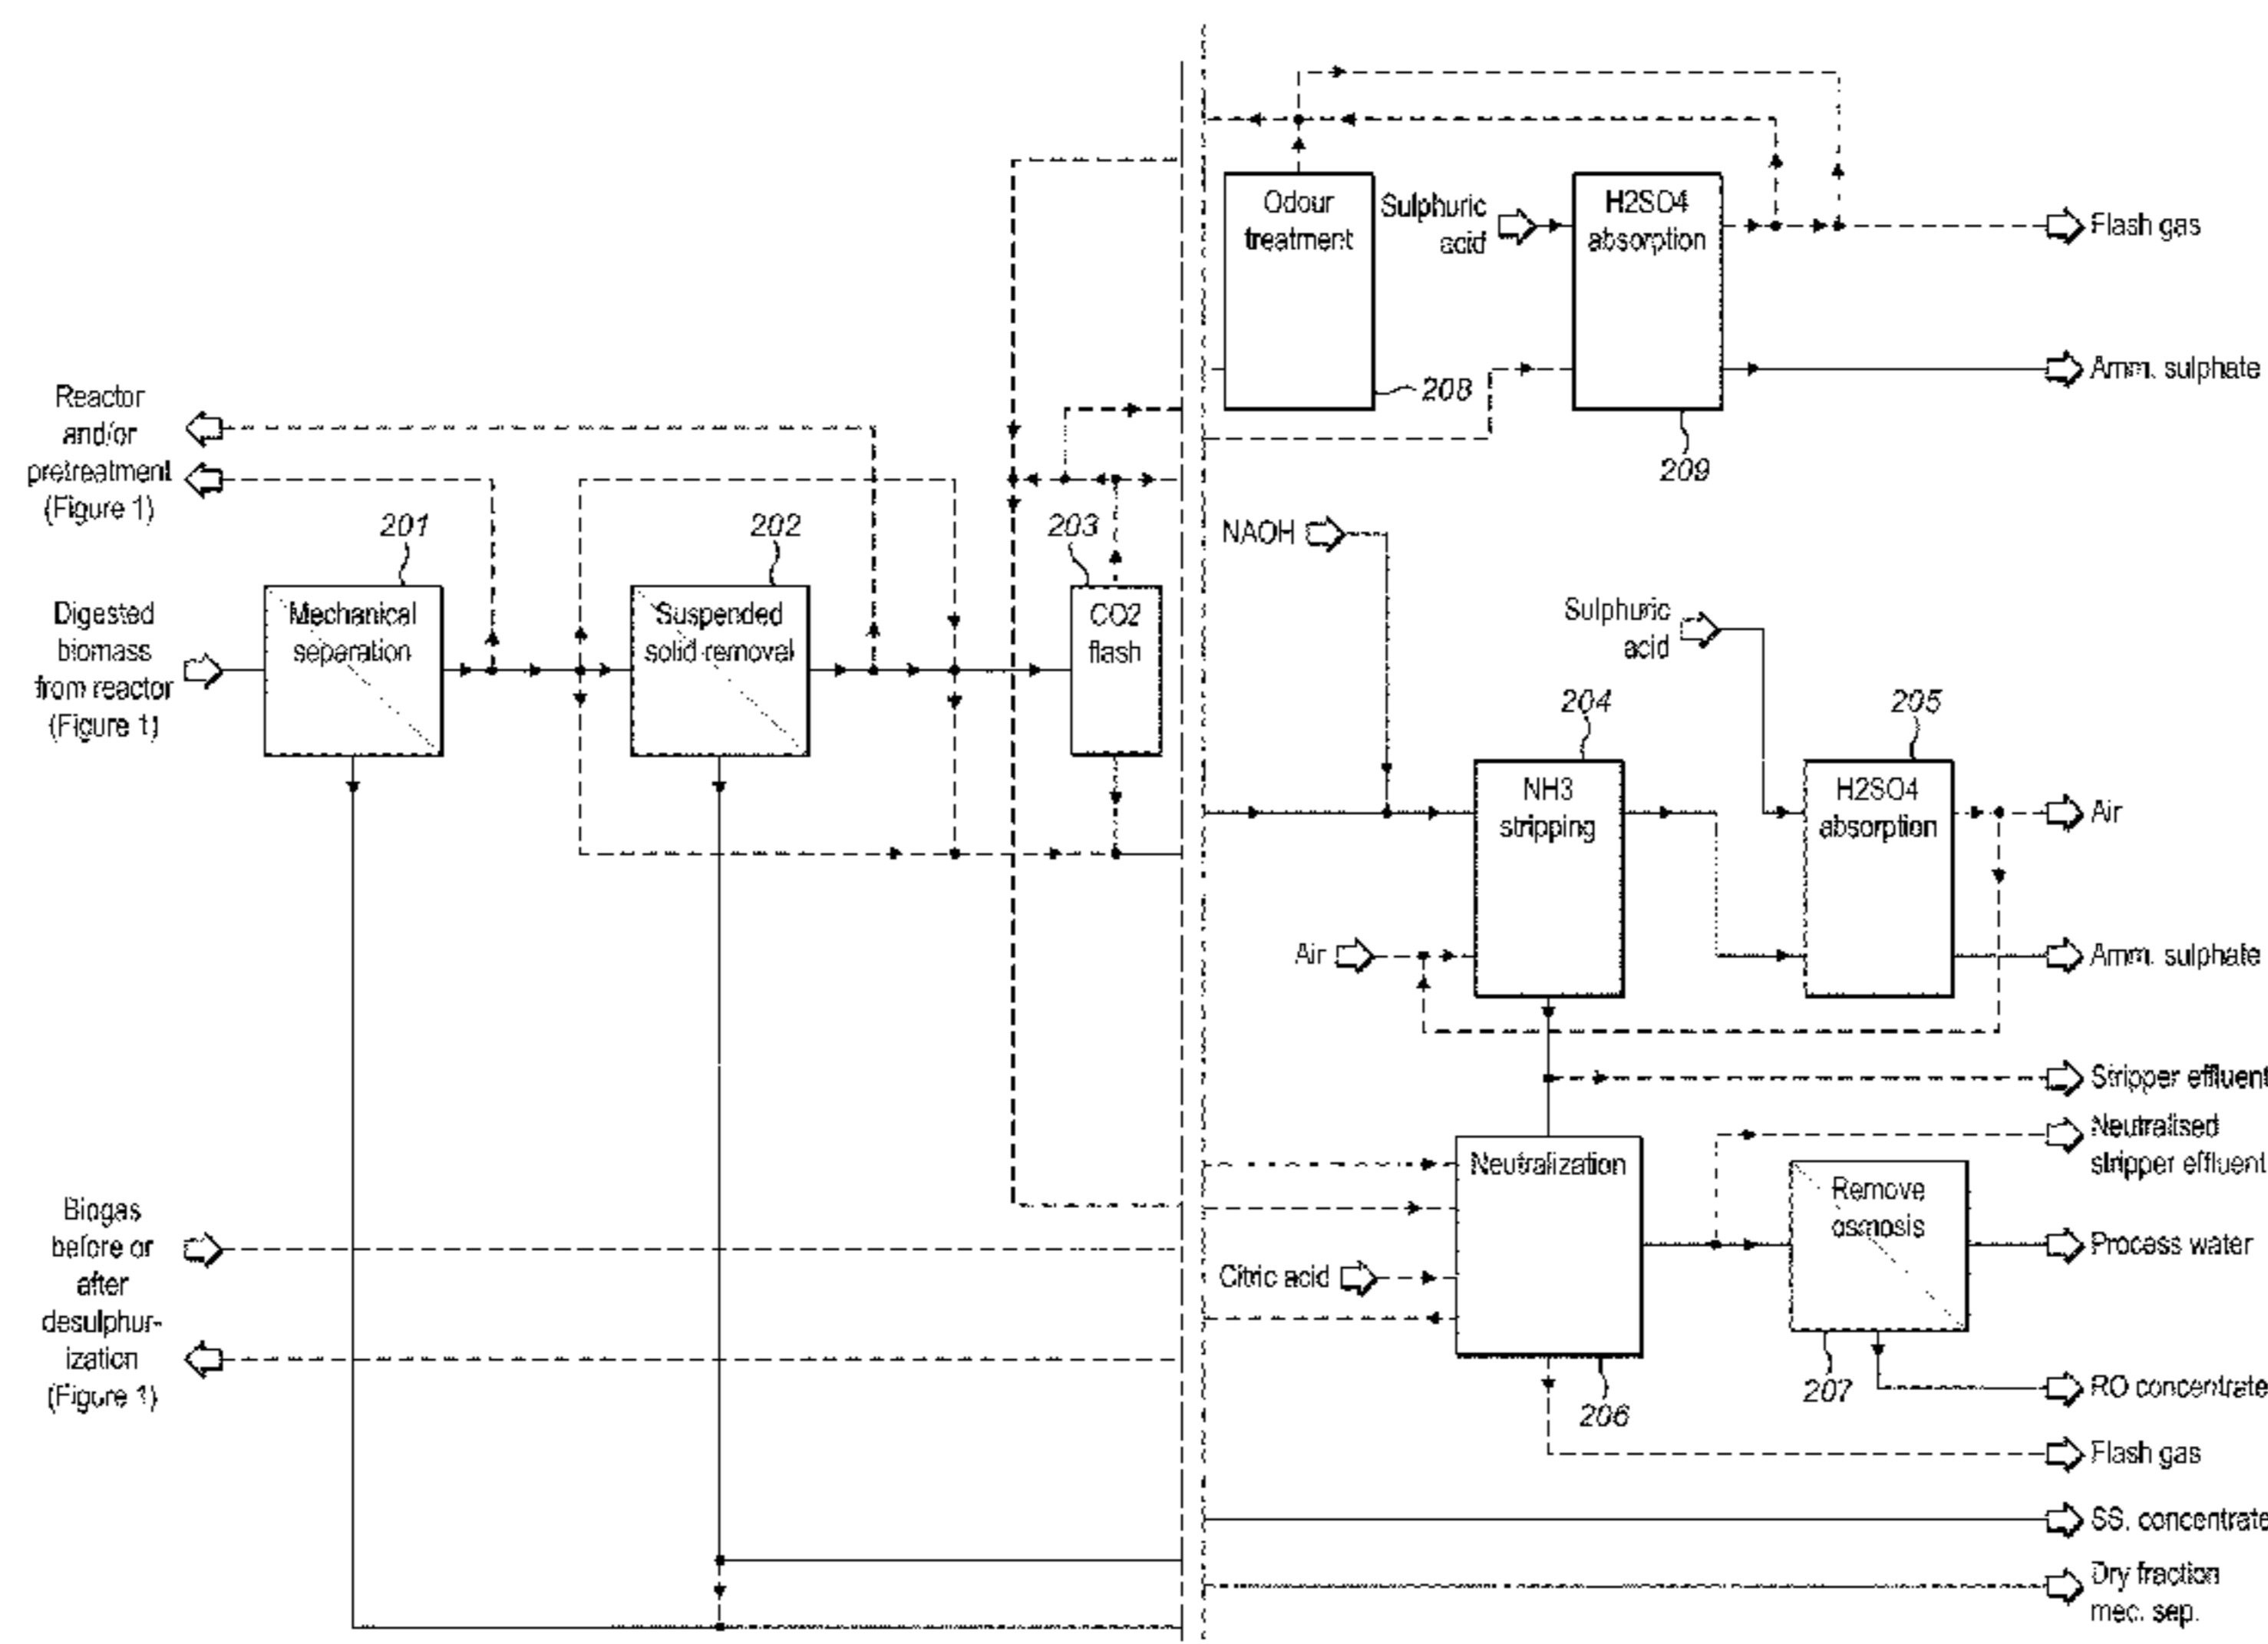 Odour
treatment
208
Sulphuric
acid
H2SO4
absorption
209
Flash gas
Amm. sulphate
Reactor
and/or
pretreatment
(Figure 1)
201
Mechanical
separation
202
Suspended
solid removal
203
CO2
flash
Digested
biomass
from reactor
(Figure 1)
NAOH
Sulphuric
acid
204
NH3
stripping
205
H2SO4
absorption
Air
Air
Amm. sulphate
Stripper effluent
Neutralised
stripper effluent
Neutralization
206
Citric acid
Remove
osmosis
207
Process water
RO concentrate
Flash gas
SS. concentrate
Dry fraction
mec. sep.
Biogas
before or
after
desulphur-
ization
(Figure 1)